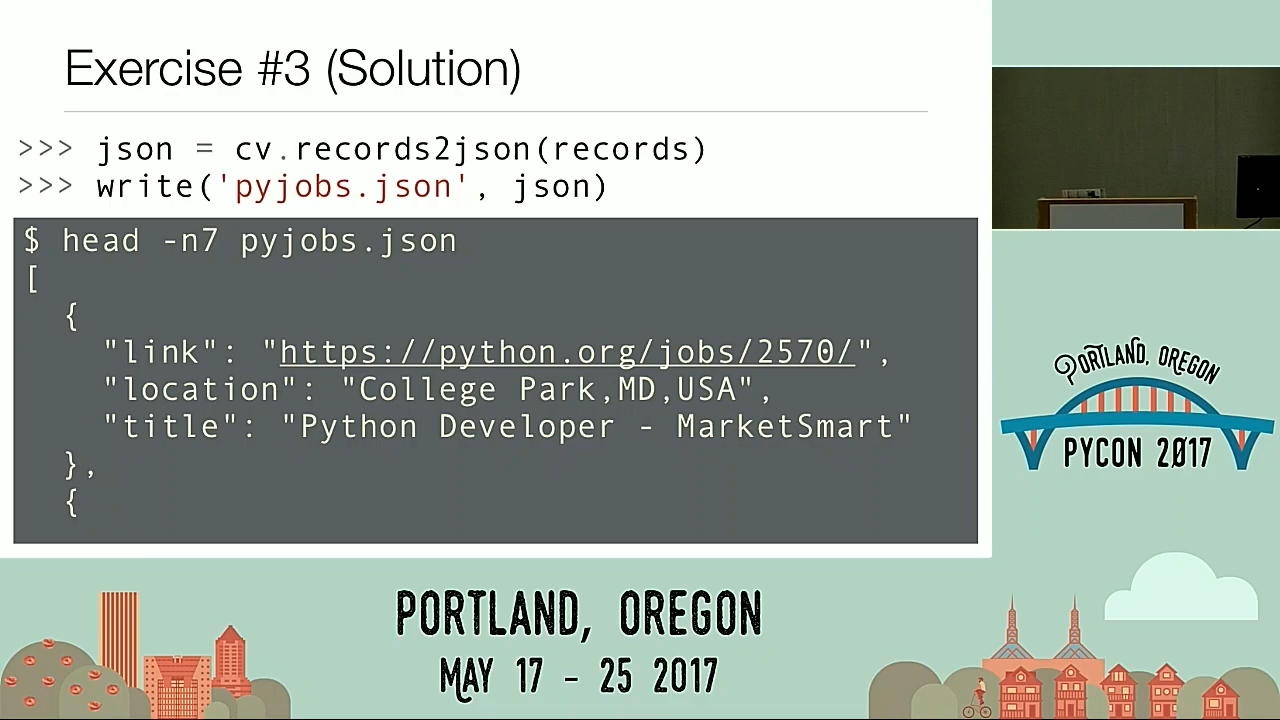 Exercise #3 (Solution)
>>> json = cv.records2json(records)
>>> write('pyjobs.json', json)
$ head -n7 pyjobs.json
[
{
"link": "https://python.org/jobs/2570/",
"location": "College Park,MD,USA",
"title": "Python Developer - MarketSmart"
},
{
PORTLAND, OREGON
PYCON 2017
PORTLAND, OREGON
MAY 17 - 25 2017